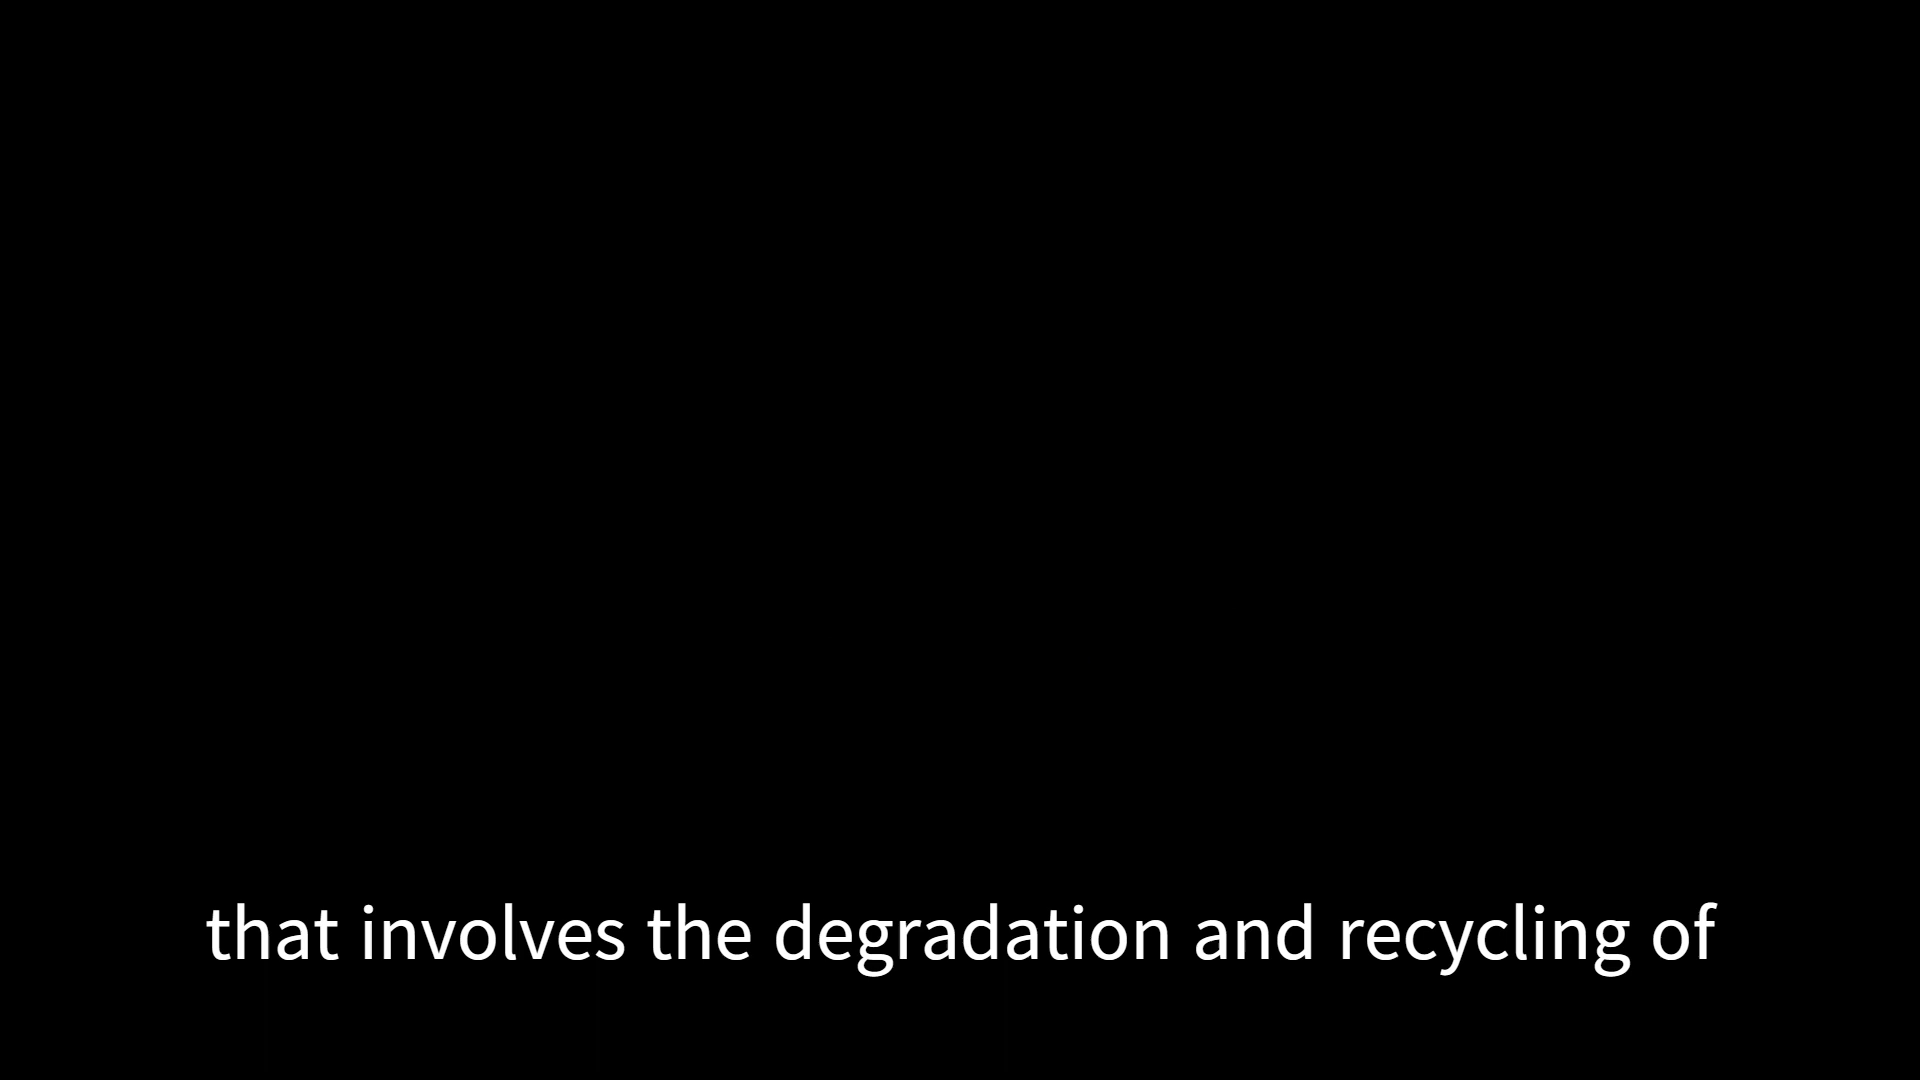 that involves the degradation and recycling of